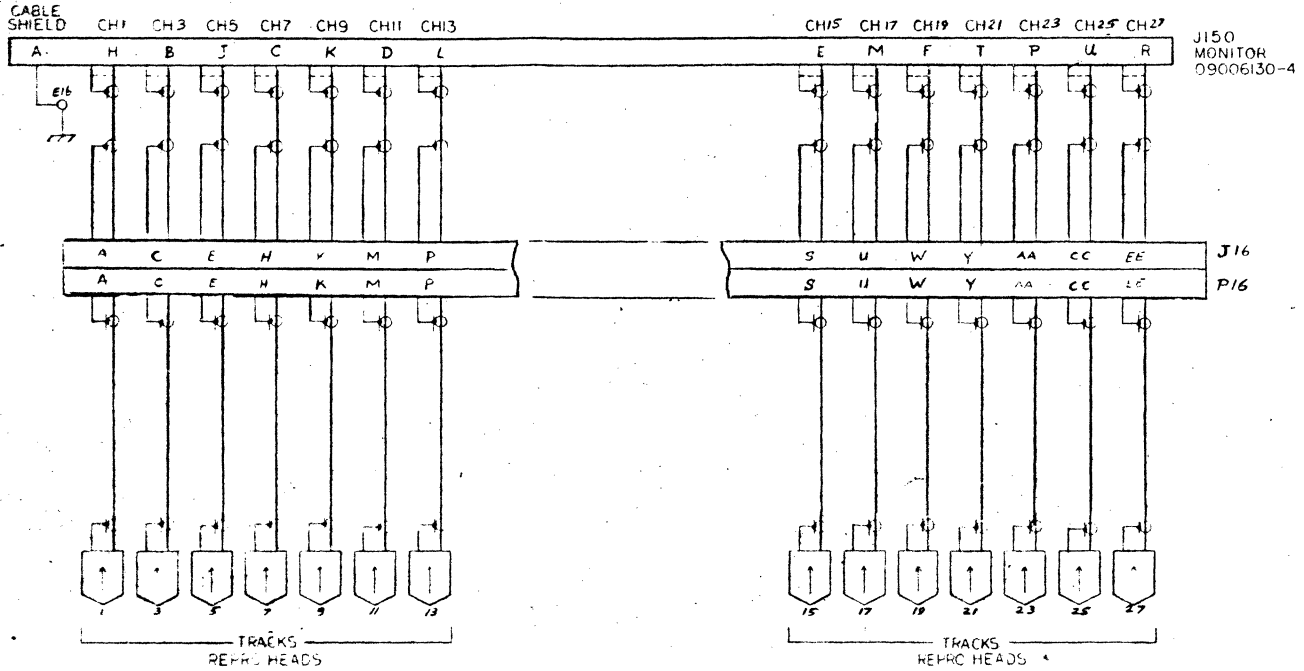 CABLE
SHIELD CH1 CH3 CH5 CH7 CH9 CH11 CH13 CH15 CH17 CH19 CH21 CH23 CH25 CH27
A H B J C K D L E M F T P U R
J150
MONITOR
09006130-4
E16
A C E H K M P S U W Y AA CC EE J16
A C E H K M P S U W Y AA CC EE P16
1 3 5 7 9 11 13 15 17 19 21 23 25 27
TRACKS TRACKS
REPRO HEADS REPRO HEADS